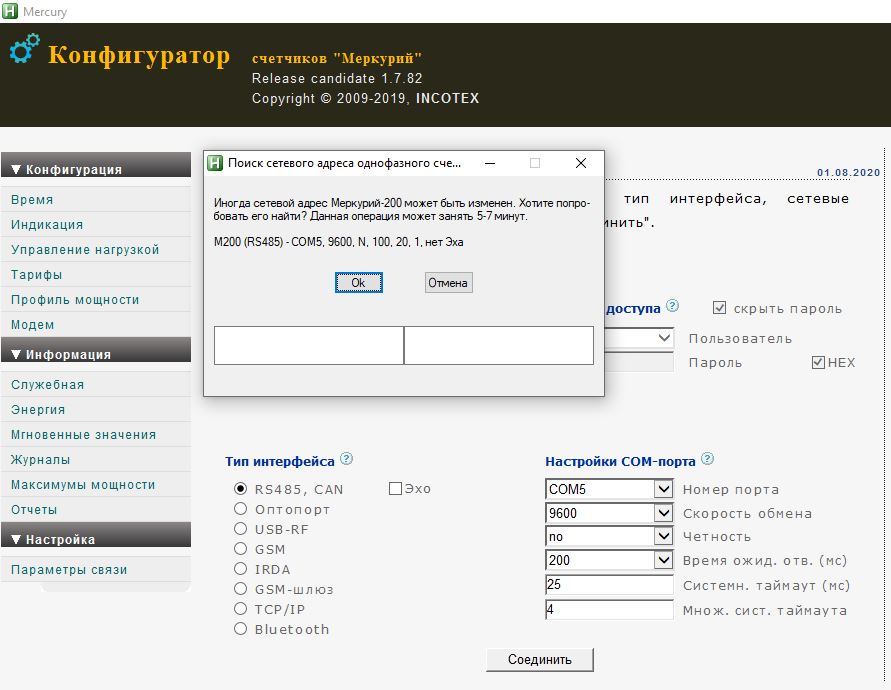 Mercury
Конфигуратор
счетчиков "Меркурий"
Release candidate 1.7.82
Copyright © 2009-2019, INCOTEX
▼ Конфигурация
Время
Индикация
Управление нагрузкой
Тарифы
Профиль мощности
Модем
▼ Информация
Служебная
Энергия
Мгновенные значения
Журналы
Максимумы мощности
Отчеты
▼ Настройка
Параметры связи
Поиск сетевого адреса однофазного сче...
Иногда сетевой адрес Меркурий-200 может быть изменен. Хотите попро-
бовать его найти? Данная операция может занять 5-7 минут.
M200 (RS485) - COM5, 9600, N, 100, 20, 1, нет Эха
Ok
Отмена
01.08.2020
тип интерфейса, сетевые
инить".
доступа ?
скрыть пароль
Пользователь
Пароль
HEX
Тип интерфейса ?
RS485, CAN
Эхо
Оптопорт
USB-RF
GSM
IRDA
GSM-шлюз
TCP/IP
Bluetooth
Настройки COM-порта ?
COM5 Номер порта
9600 Скорость обмена
no Четность
200 Время ожид. отв. (мс)
25 Системн. таймаут (мс)
4 Множ. сист. таймаута
Соединить